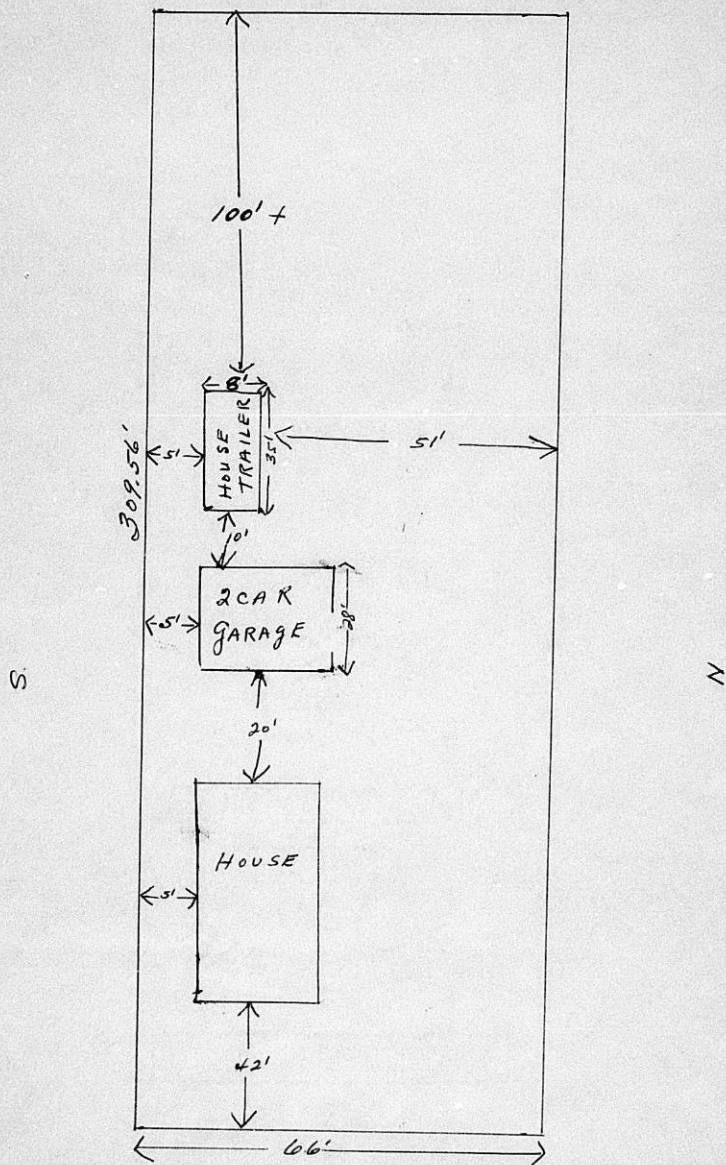 100' +
8'
HOUSE
TRAILER
35'
5'
51'
309.56'
10'
2 CAR
GARAGE
28'
5'
S.
N
20'
HOUSE
5'
42'
66'